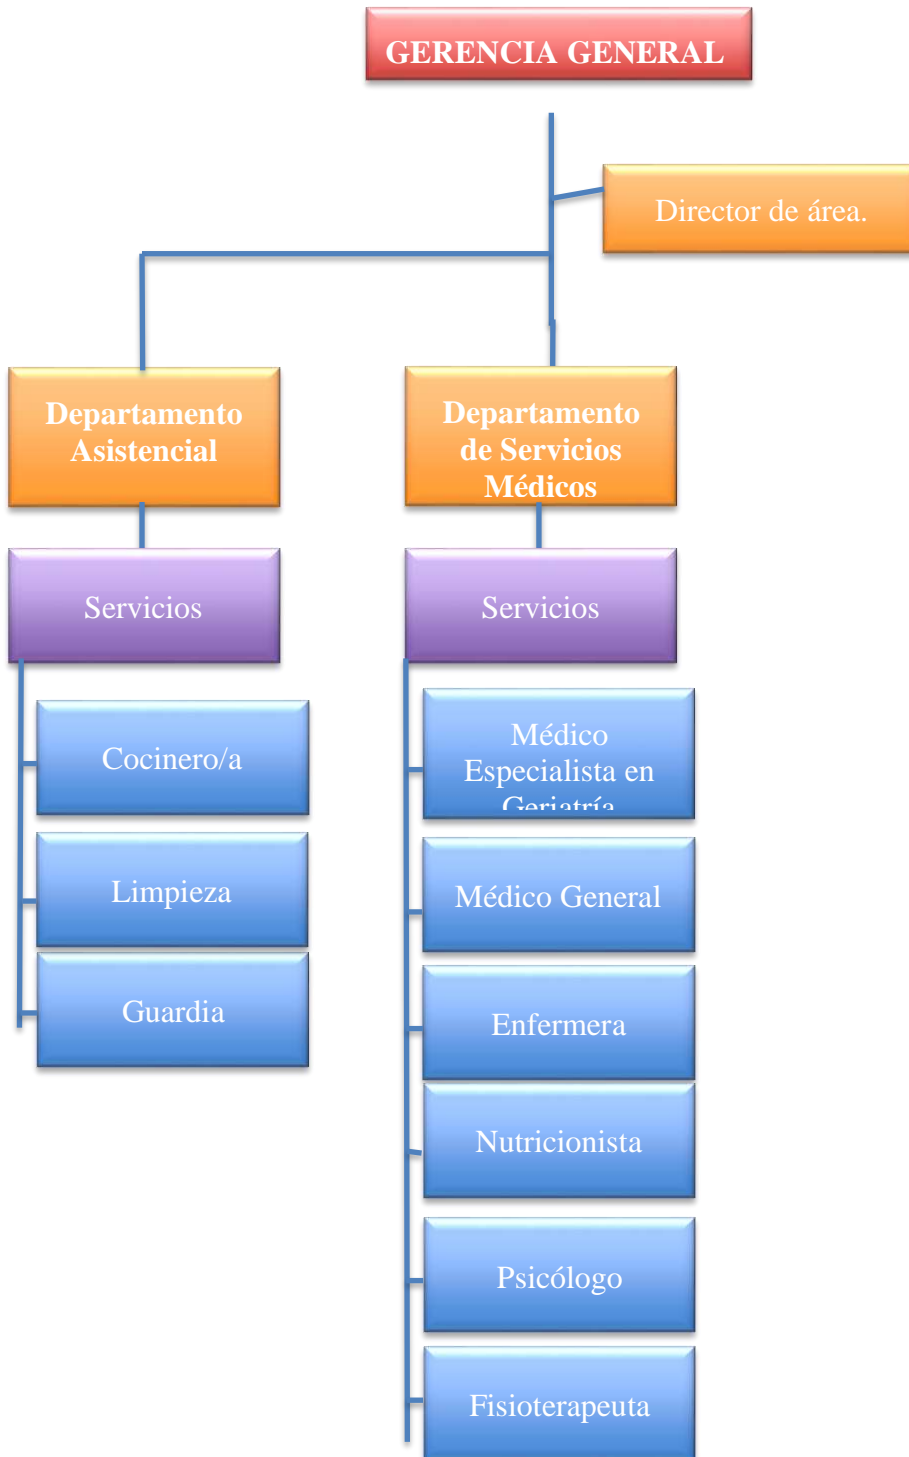 GERENCIA GENERAL
Director de área.
Departamento
Asistencial
Departamento
de Servicios
Médicos
Servicios
Servicios
Cocinero/a
Limpieza
Guardia
Médico
Especialista en
Geriatría
Médico General
Enfermera
Nutricionista
Psicólogo
Fisioterapeuta